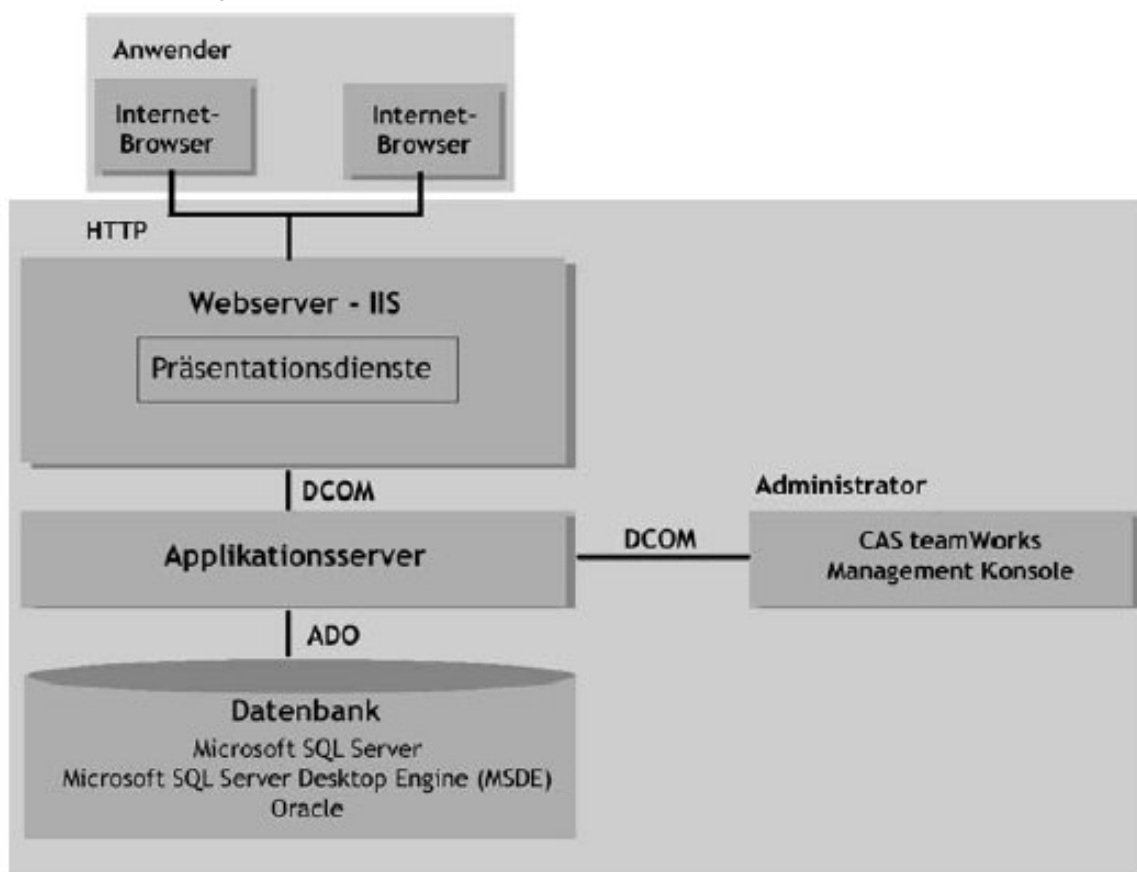 Anwender
Internet-
Browser
Internet-
Browser
HTTP
Webserver - IIS
Präsentationsdienste
DCOM
Applikationsserver
DCOM
Administrator
CAS teamWorks
Management Konsole
ADO
Datenbank
Microsoft SQL Server
Microsoft SQL Server Desktop Engine (MSDE)
Oracle